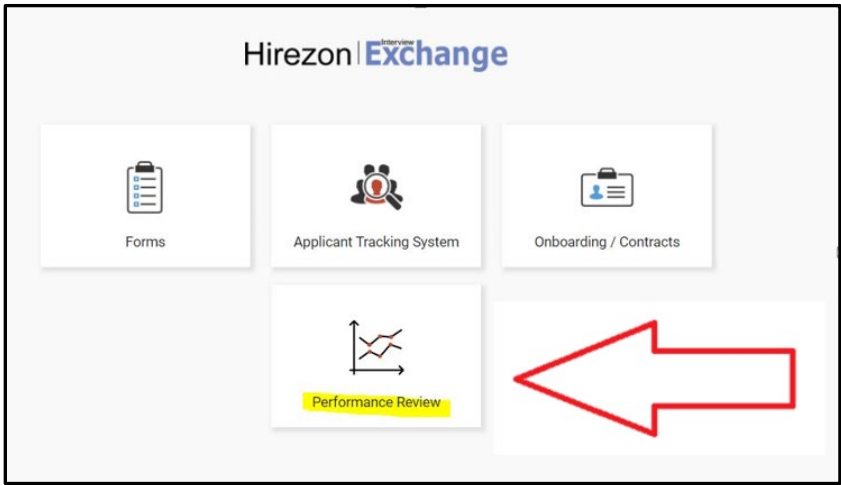 Hirezon Interview Exchange
Forms
Applicant Tracking System
Onboarding / Contracts
Performance Review